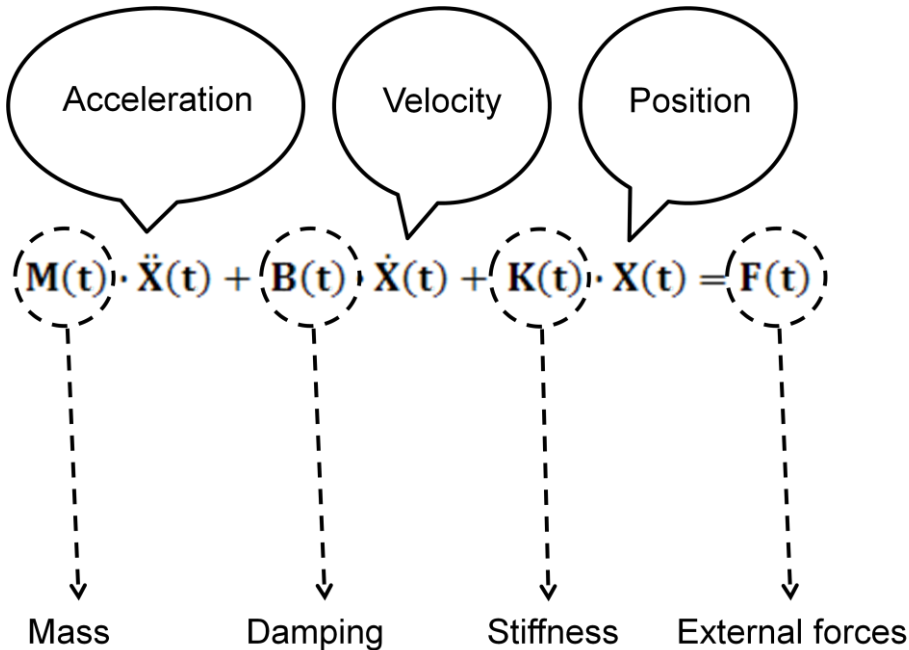 Acceleration Velocity Position
M(t)·Ẍ(t) + B(t)·Ẋ(t) + K(t)·X(t) = F(t)
Mass Damping Stiffness External forces